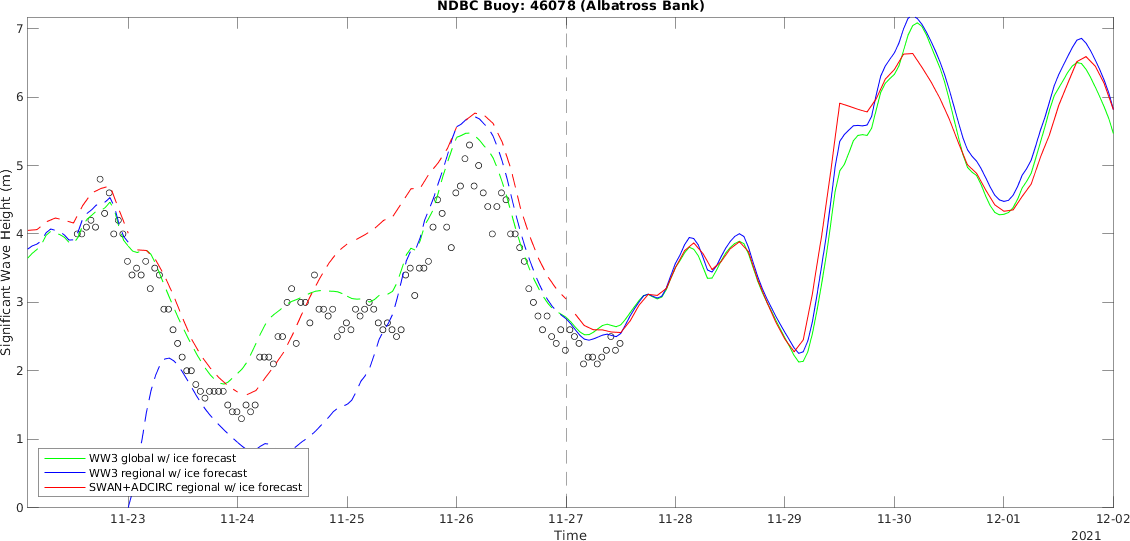 NDBC Buoy: 46078 (Albatross Bank)
Significant Wave Height (m)
7
6
5
4
3
2
1
0
WW3 global w/ ice forecast
WW3 regional w/ ice forecast
SWAN+ADCIRC regional w/ ice forecast
11-23 11-24 11-25 11-26 11-27 11-28 11-29 11-30 12-01 12-02
Time
2021